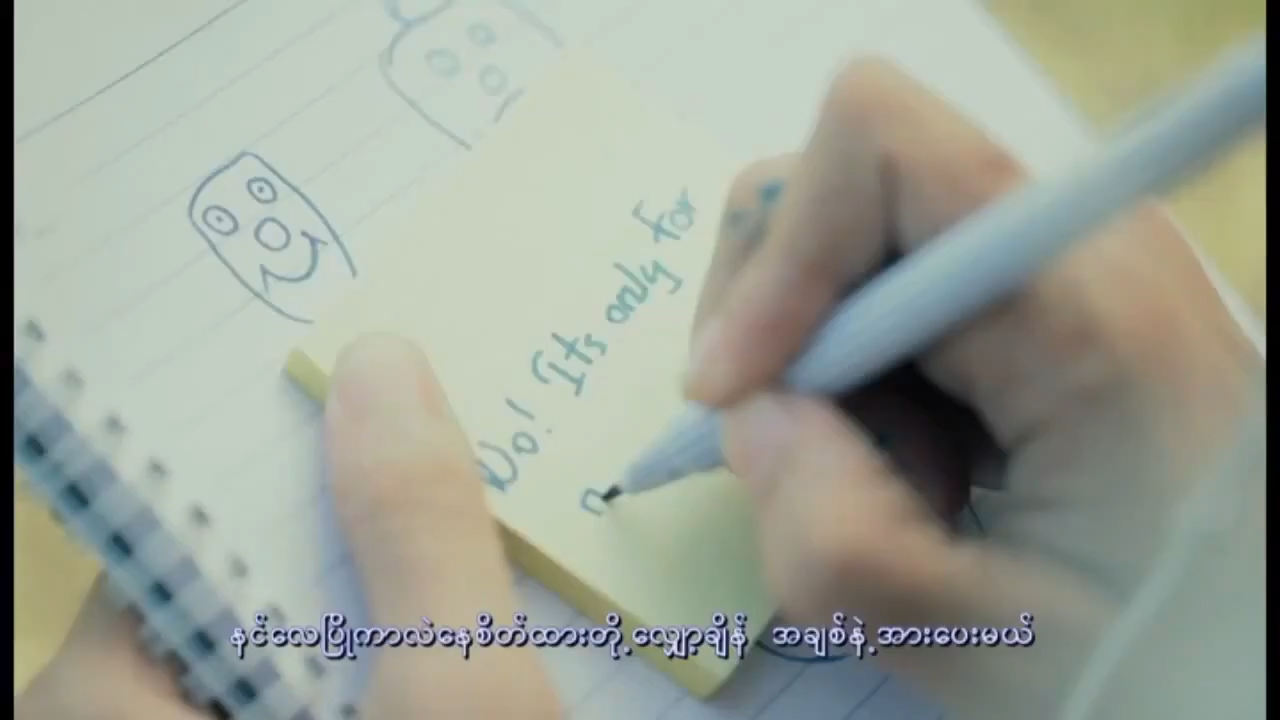 No! Its only for
နင်လေပြိုကာလဲနေစိတ်ထားတို့လျှော့ချိန် အချစ်နဲ့အားပေးမယ်